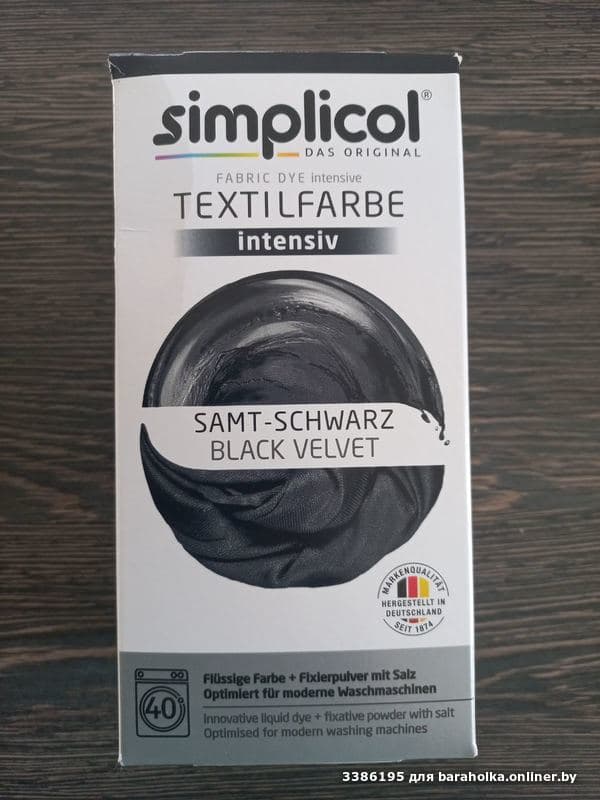 simplicol®
DAS ORIGINAL
FABRIC DYE intensive
TEXTILFARBE
intensiv
SAMT-SCHWARZ
BLACK VELVET
MARKENQUALITÄT
HERGESTELLT IN
DEUTSCHLAND
SEIT 1874
40°
Flüssige Farbe + Fixierpulver mit Salz
Optimiert für moderne Waschmaschinen
Innovative liquid dye + fixative powder with salt
Optimised for modern washing machines
3386195 для baraholka.onliner.by